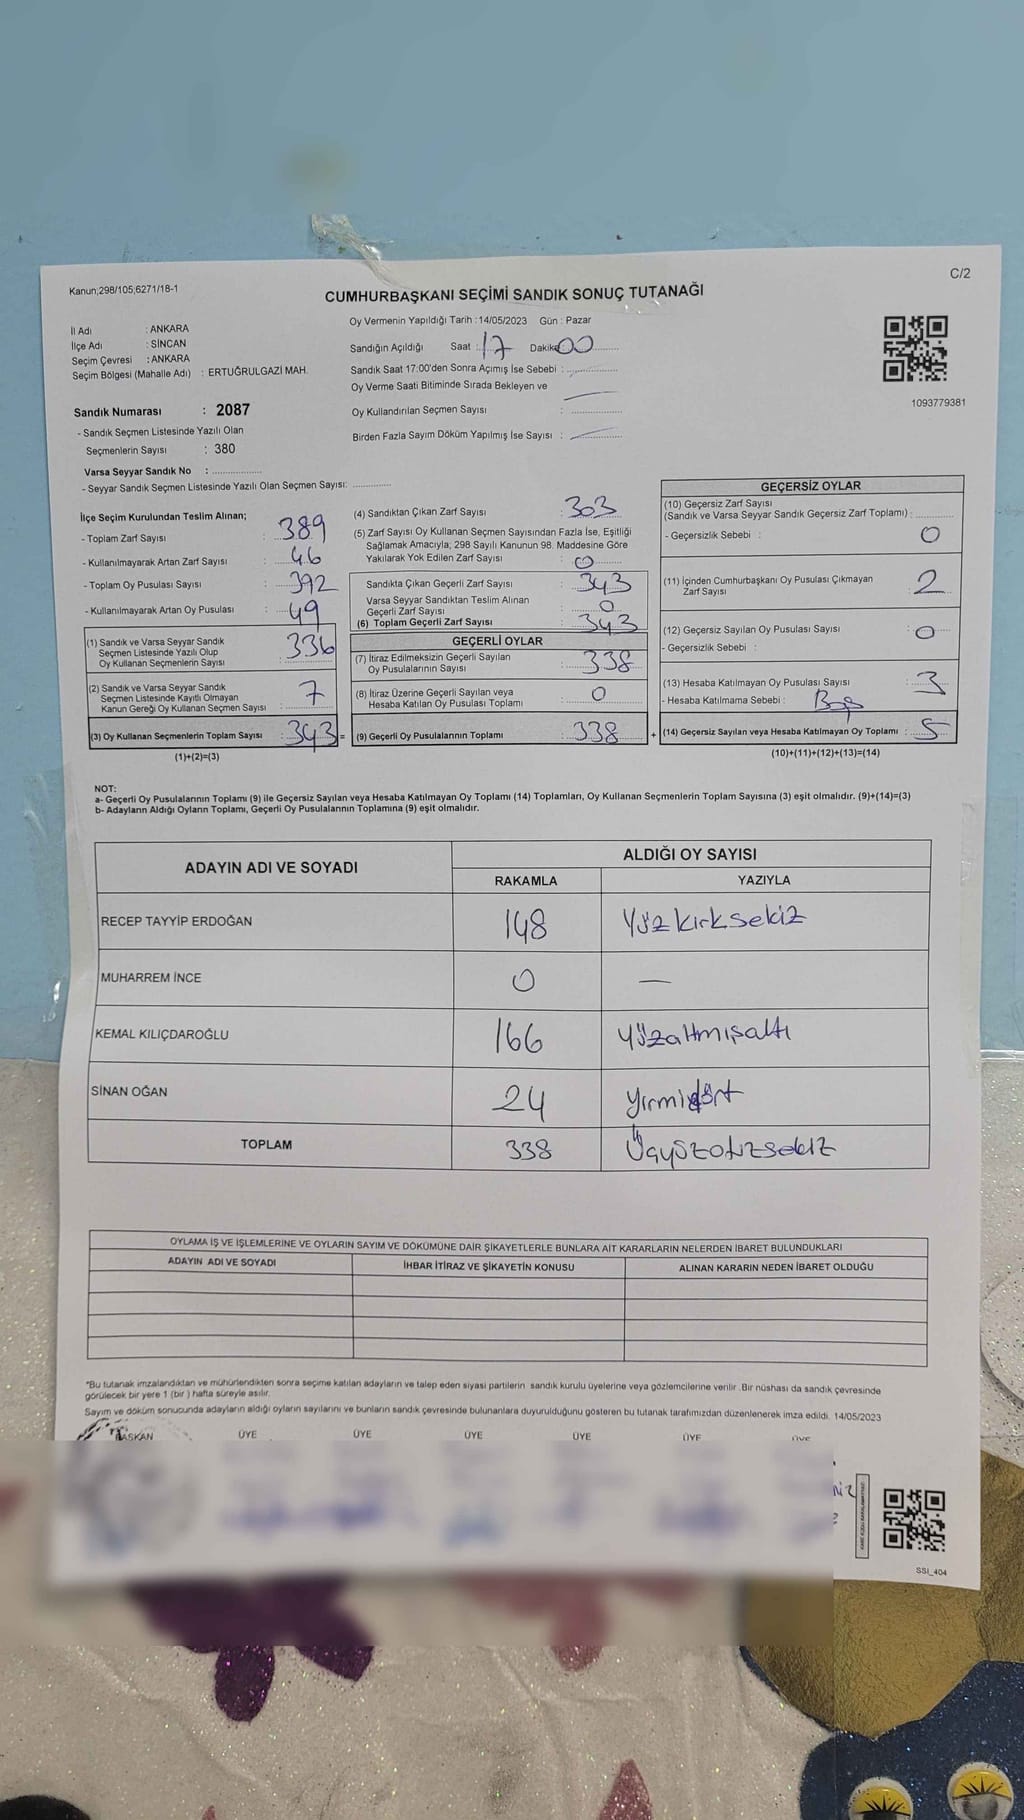 C/2
Kanun;298/105,6271/18-1
CUMHURBAŞKANI SEÇİMİ SANDIK SONUÇ TUTANAĞI
İl Adı : ANKARA
İlçe Adı : SİNCAN
Seçim Çevresi : ANKARA
Seçim Bölgesi (Mahalle Adı) : ERTUĞRULGAZİ MAH.
Sandık Numarası : 2087
- Sandık Seçmen Listesinde Yazılı Olan
Seçmenlerin Sayısı : 380
Varsa Seyyar Sandık No : ..................
- Seyyar Sandık Seçmen Listesinde Yazılı Olan Seçmen Sayısı: .............
Oy Vermenin Yapıldığı Tarih :14/05/2023 Gün : Pazar
Sandığın Açıldığı Saat : 17 Dakika: 00
Sandık Saat 17:00'den Sonra Açımış İse Sebebi :
Oy Verme Saati Bitiminde Sırada Bekleyen ve
Oy Kullandırılan Seçmen Sayısı :
Birden Fazla Sayım Döküm Yapılmış İse Sayısı :
1093779381
İlçe Seçim Kurulundan Teslim Alınan;
- Toplam Zarf Sayısı : 389
- Kullanılmayarak Artan Zarf Sayısı : 46
- Toplam Oy Pusulası Sayısı : 392
- Kullanılmayarak Artan Oy Pusulası : 49
(1) Sandık ve Varsa Seyyar Sandık
Seçmen Listesinde Yazılı Olup
Oy Kullanan Seçmenlerin Sayısı : 336
(2) Sandık ve Varsa Seyyar Sandık
Seçmen Listesinde Kayıtlı Olmayan
Kanun Gereği Oy Kullanan Seçmen Sayısı : 7
(3) Oy Kullanan Seçmenlerin Toplam Sayısı : 343 =
(1)+(2)=(3)
(4) Sandıktan Çıkan Zarf Sayısı : 303
(5) Zarf Sayısı Oy Kullanan Seçmen Sayısından Fazla İse, Eşitliği
Sağlamak Amacıyla, 298 Sayılı Kanunun 98. Maddesine Göre
Yakılarak Yok Edilen Zarf Sayısı : 0
Sandıkta Çıkan Geçerli Zarf Sayısı : 343
Varsa Seyyar Sandıktan Teslim Alınan
Geçerli Zarf Sayısı : 0
(6) Toplam Geçerli Zarf Sayısı : 343
GEÇERLİ OYLAR
(7) İtiraz Edilmeksizin Geçerli Sayılan
Oy Pusulalarının Sayısı : 338
(8) İtiraz Üzerine Geçerli Sayılan veya
Hesaba Katılan Oy Pusulası Toplamı : 0
(9) Geçerli Oy Pusulalarının Toplamı : 338 +
GEÇERSİZ OYLAR
(10) Geçersiz Zarf Sayısı
(Sandık ve Varsa Seyyar Sandık Geçersiz Zarf Toplamı) : 0
- Geçersizlik Sebebi :
(11) İçinden Cumhurbaşkanı Oy Pusulası Çıkmayan
Zarf Sayısı : 2
(12) Geçersiz Sayılan Oy Pusulası Sayısı : 0
- Geçersizlik Sebebi :
(13) Hesaba Katılmayan Oy Pusulası Sayısı : 3
- Hesaba Katılmama Sebebi : Boş
(14) Geçersiz Sayılan veya Hesaba Katılmayan Oy Toplamı : 5
(10)+(11)+(12)+(13)=(14)
NOT:
a- Geçerli Oy Pusulalarının Toplamı (9) ile Geçersiz Sayılan veya Hesaba Katılmayan Oy Toplamı (14) Toplamları, Oy Kullanan Seçmenlerin Toplam Sayısına (3) eşit olmalıdır. (9)+(14)=(3)
b- Adayların Aldığı Oyların Toplamı, Geçerli Oy Pusulalarının Toplamına (9) eşit olmalıdır.
ADAYIN ADI VE SOYADI ALDIĞI OY SAYISI
RAKAMLA YAZIYLA
RECEP TAYYİP ERDOĞAN 148 Yüzkırksekiz
MUHARREM İNCE 0 —
KEMAL KILIÇDAROĞLU 166 Yüzaltmışaltı
SİNAN OĞAN 24 yirmidört
TOPLAM 338 Üçyüzotuzsekiz
OYLAMA İŞ VE İŞLEMLERİNE VE OYLARIN SAYIM VE DÖKÜMÜNE DAİR ŞİKAYETLERLE BUNLARA AİT KARARLARIN NELERDEN İBARET BULUNDUKLARI
ADAYIN ADI VE SOYADI İHBAR İTİRAZ VE ŞİKAYETİN KONUSU ALINAN KARARIN NEDEN İBARET OLDUĞU
*Bu tutanak imzalandıktan ve mühürlendikten sonra seçime katılan adayların ve talep eden siyasi partilerin sandık kurulu üyelerine veya gözlemcilerine verilir. Bir nüshası da sandık çevresinde
görülecek bir yere 1 (bir ) hafta süreyle asılır.
Sayım ve döküm sonucunda adayların aldığı oyların sayılarını ve bunların sandık çevresinde bulunanlara duyurulduğunu gösteren bu tutanak tarafımızdan düzenlenerek imza edildi. 14/05/2023
BAŞKAN ÜYE ÜYE ÜYE ÜYE ÜYE ÜYE
SSİ_404